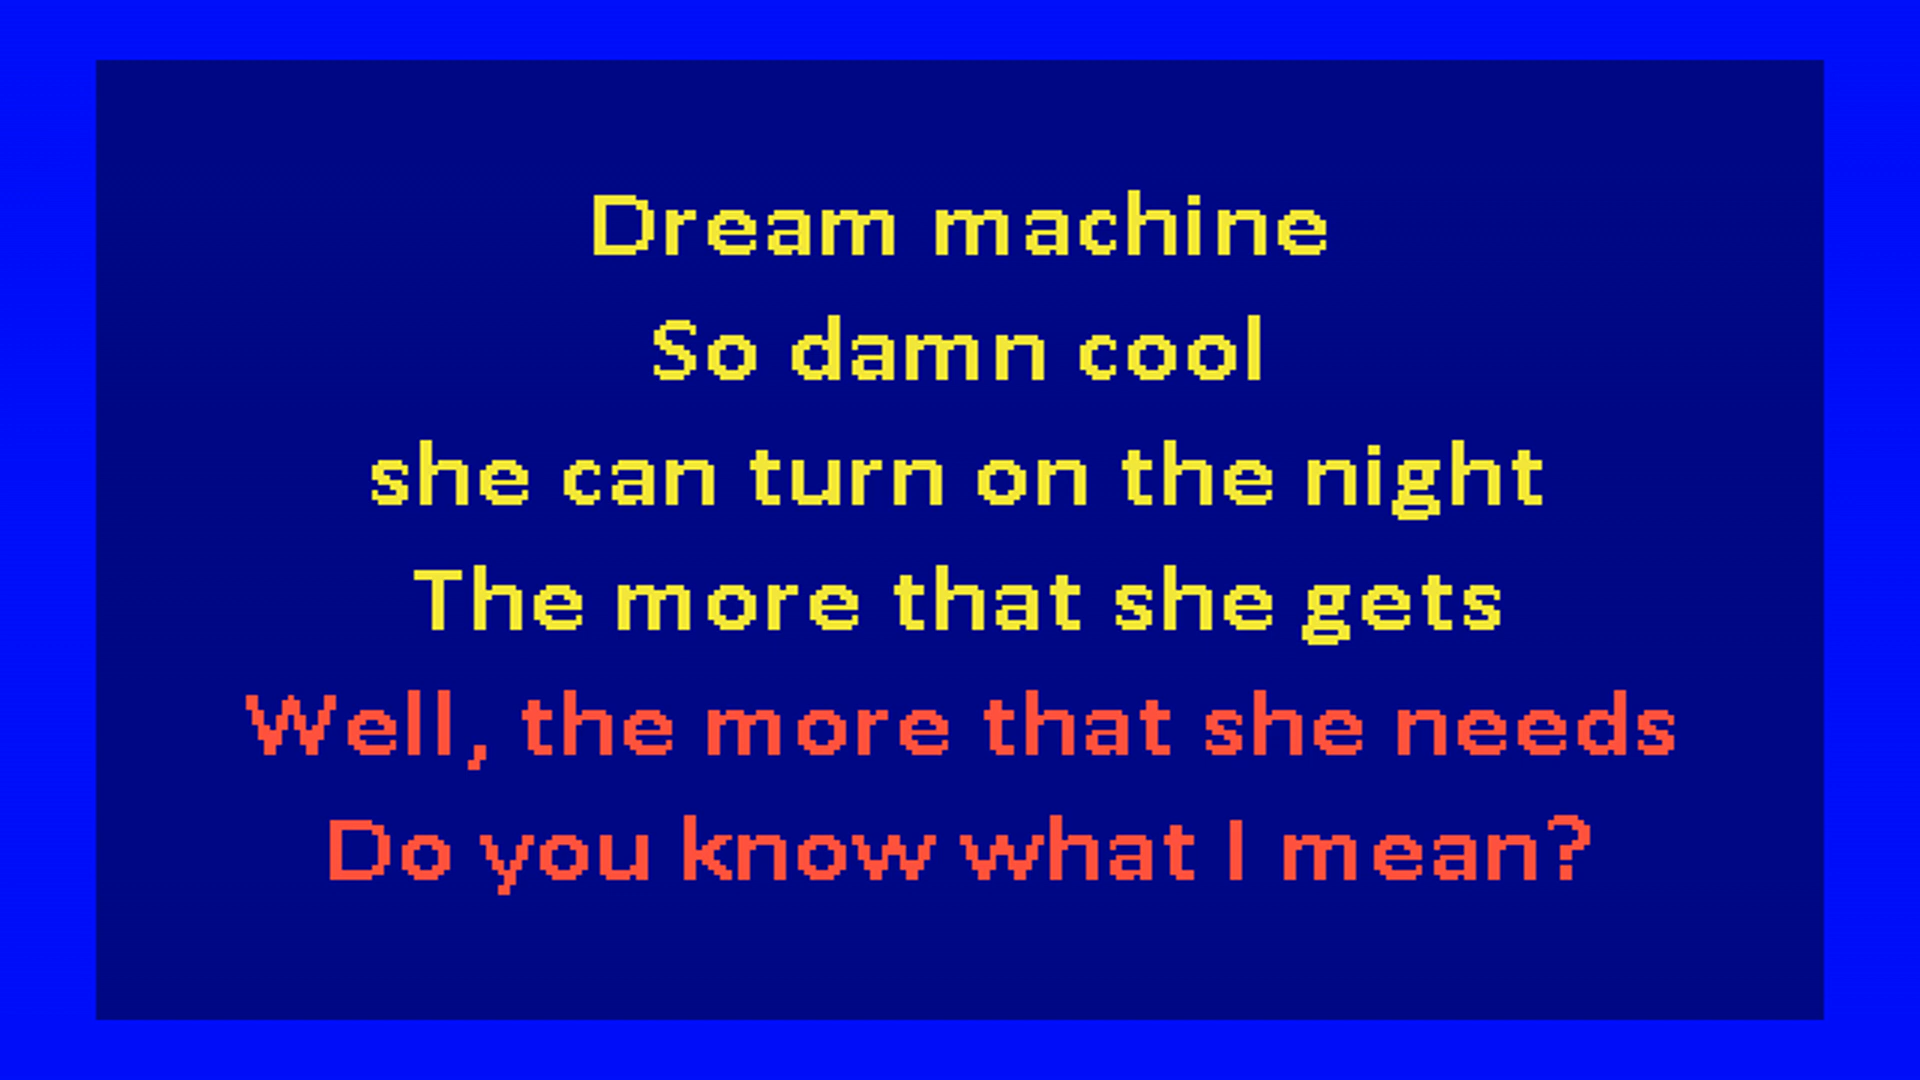 Dream machine
So damn cool
she can turn on the night
The more that she gets
Well, the more that she needs
Do you know what I mean?